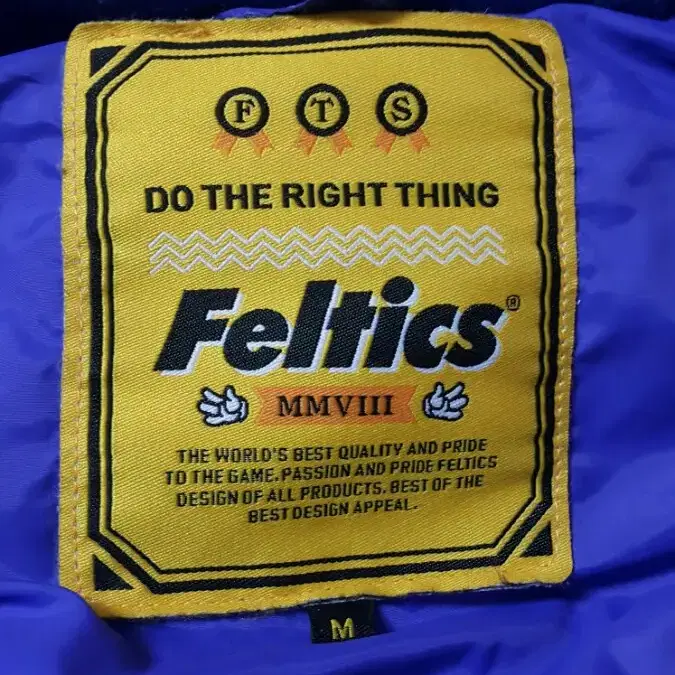 F T S
DO THE RIGHT THING
Feltics®
MMVIII
THE WORLD'S BEST QUALITY AND PRIDE
TO THE GAME. PASSION AND PRIDE FELTICS
DESIGN OF ALL PRODUCTS. BEST OF THE
BEST DESIGN APPEAL.
M